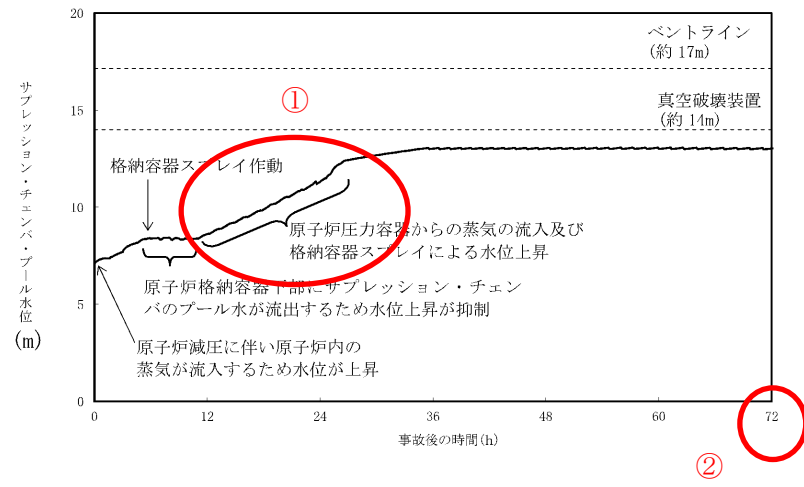 20
15
10
5
0
サプレッション・チェンバ・プール水位
(m)
ベントライン
(約 17m)
真空破壊装置
(約 14m)
①
格納容器スプレイ作動
原子炉圧力容器からの蒸気の流入及び
格納容器スプレイによる水位上昇
原子炉格納容器下部にサプレッション・チェン
バのプール水が流出するため水位上昇が抑制
原子炉減圧に伴い原子炉内の
蒸気が流入するため水位が上昇
0 12 24 36 48 60 72
事故後の時間(h)
②